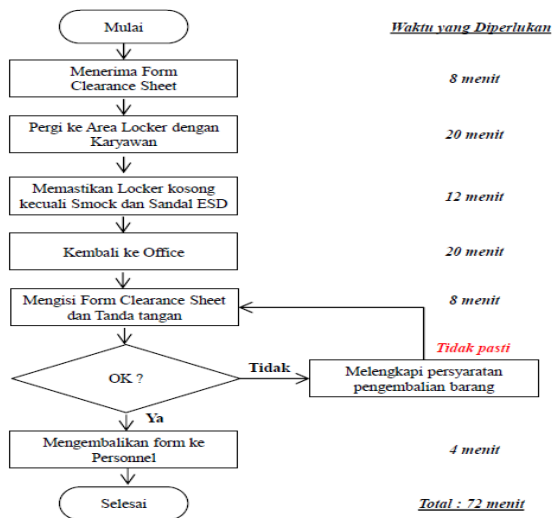 Mulai
Waktu yang Diperlukan
Menerima Form
Clearance Sheet
8 menit
Pergi ke Area Locker dengan
Karyawan
20 menit
Memastikan Locker kosong
kecuali Smock dan Sandal ESD
12 menit
Kembali ke Office
20 menit
Mengisi Form Clearance Sheet
dan Tanda tangan
8 menit
Tidak pasti
OK ?
Tidak
Melengkapi persyaratan
pengembalian barang
Ya
Mengembalikan form ke
Personnel
4 menit
Selesai
Total : 72 menit